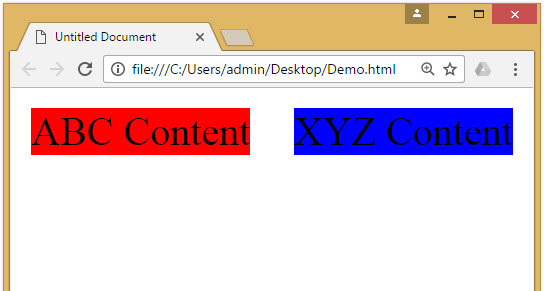 Untitled Document
file:///C:/Users/admin/Desktop/Demo.html
ABC Content XYZ Content